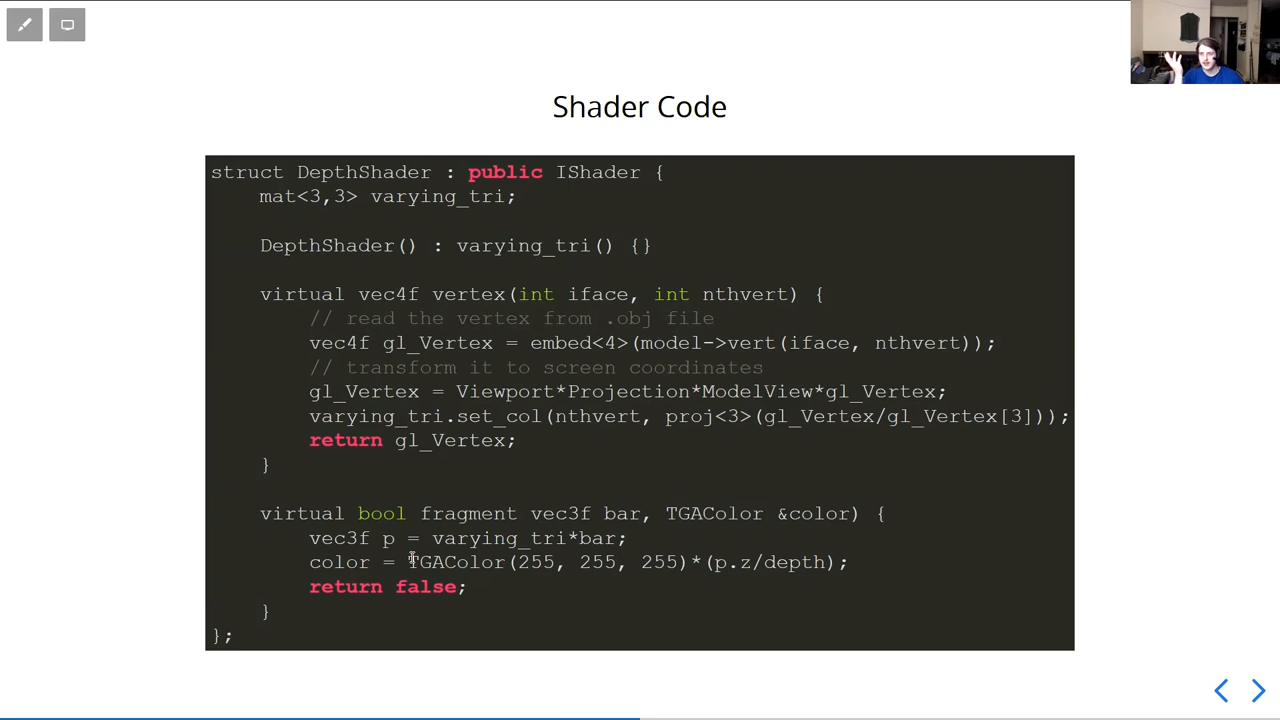 Shader Code
struct DepthShader : public IShader {
mat<3,3> varying_tri;
DepthShader() : varying_tri() {}
virtual vec4f vertex(int iface, int nthvert) {
// read the vertex from .obj file
vec4f gl_Vertex = embed<4>(model->vert(iface, nthvert));
// transform it to screen coordinates
gl_Vertex = Viewport*Projection*ModelView*gl_Vertex;
varying_tri.set_col(nthvert, proj<3>(gl_Vertex/gl_Vertex[3]));
return gl_Vertex;
}
virtual bool fragment vec3f bar, TGAColor &color) {
vec3f p = varying_tri*bar;
color = TGAColor(255, 255, 255)*(p.z/depth);
return false;
}
};